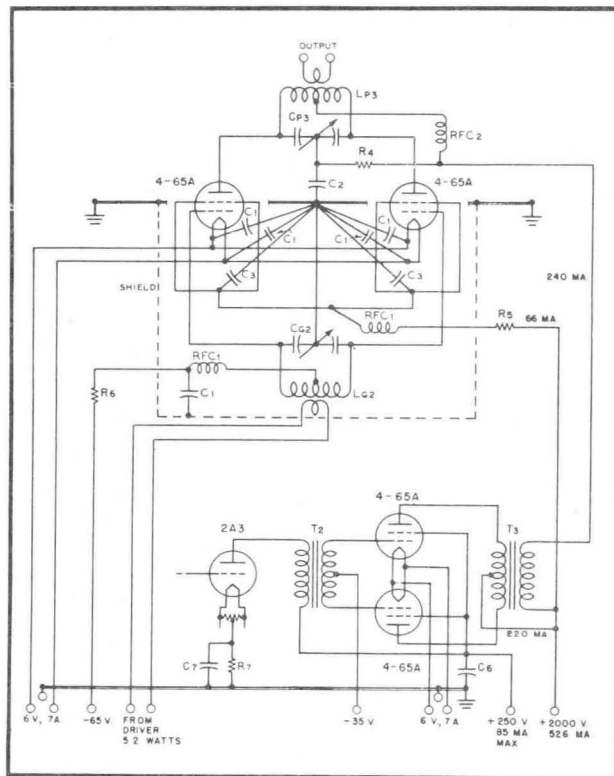 OUTPUT
LP3
CP3
RFC2
R4
4-65A
C2
4-65A
C1
C1
C1
C1
C3
C3
240 MA
SHIELD
RFC1
R5
66 MA
CG2
RFC1
R6
C1
LG2
4-65A
2A3
T2
T3
220 MA
4-65A
C7
R7
C6
6 V, 7A
-65 V
FROM
DRIVER
5.2 WATTS
-35 V
6 V, 7A
+250 V
85 MA
MAX
+2000 V
526 MA